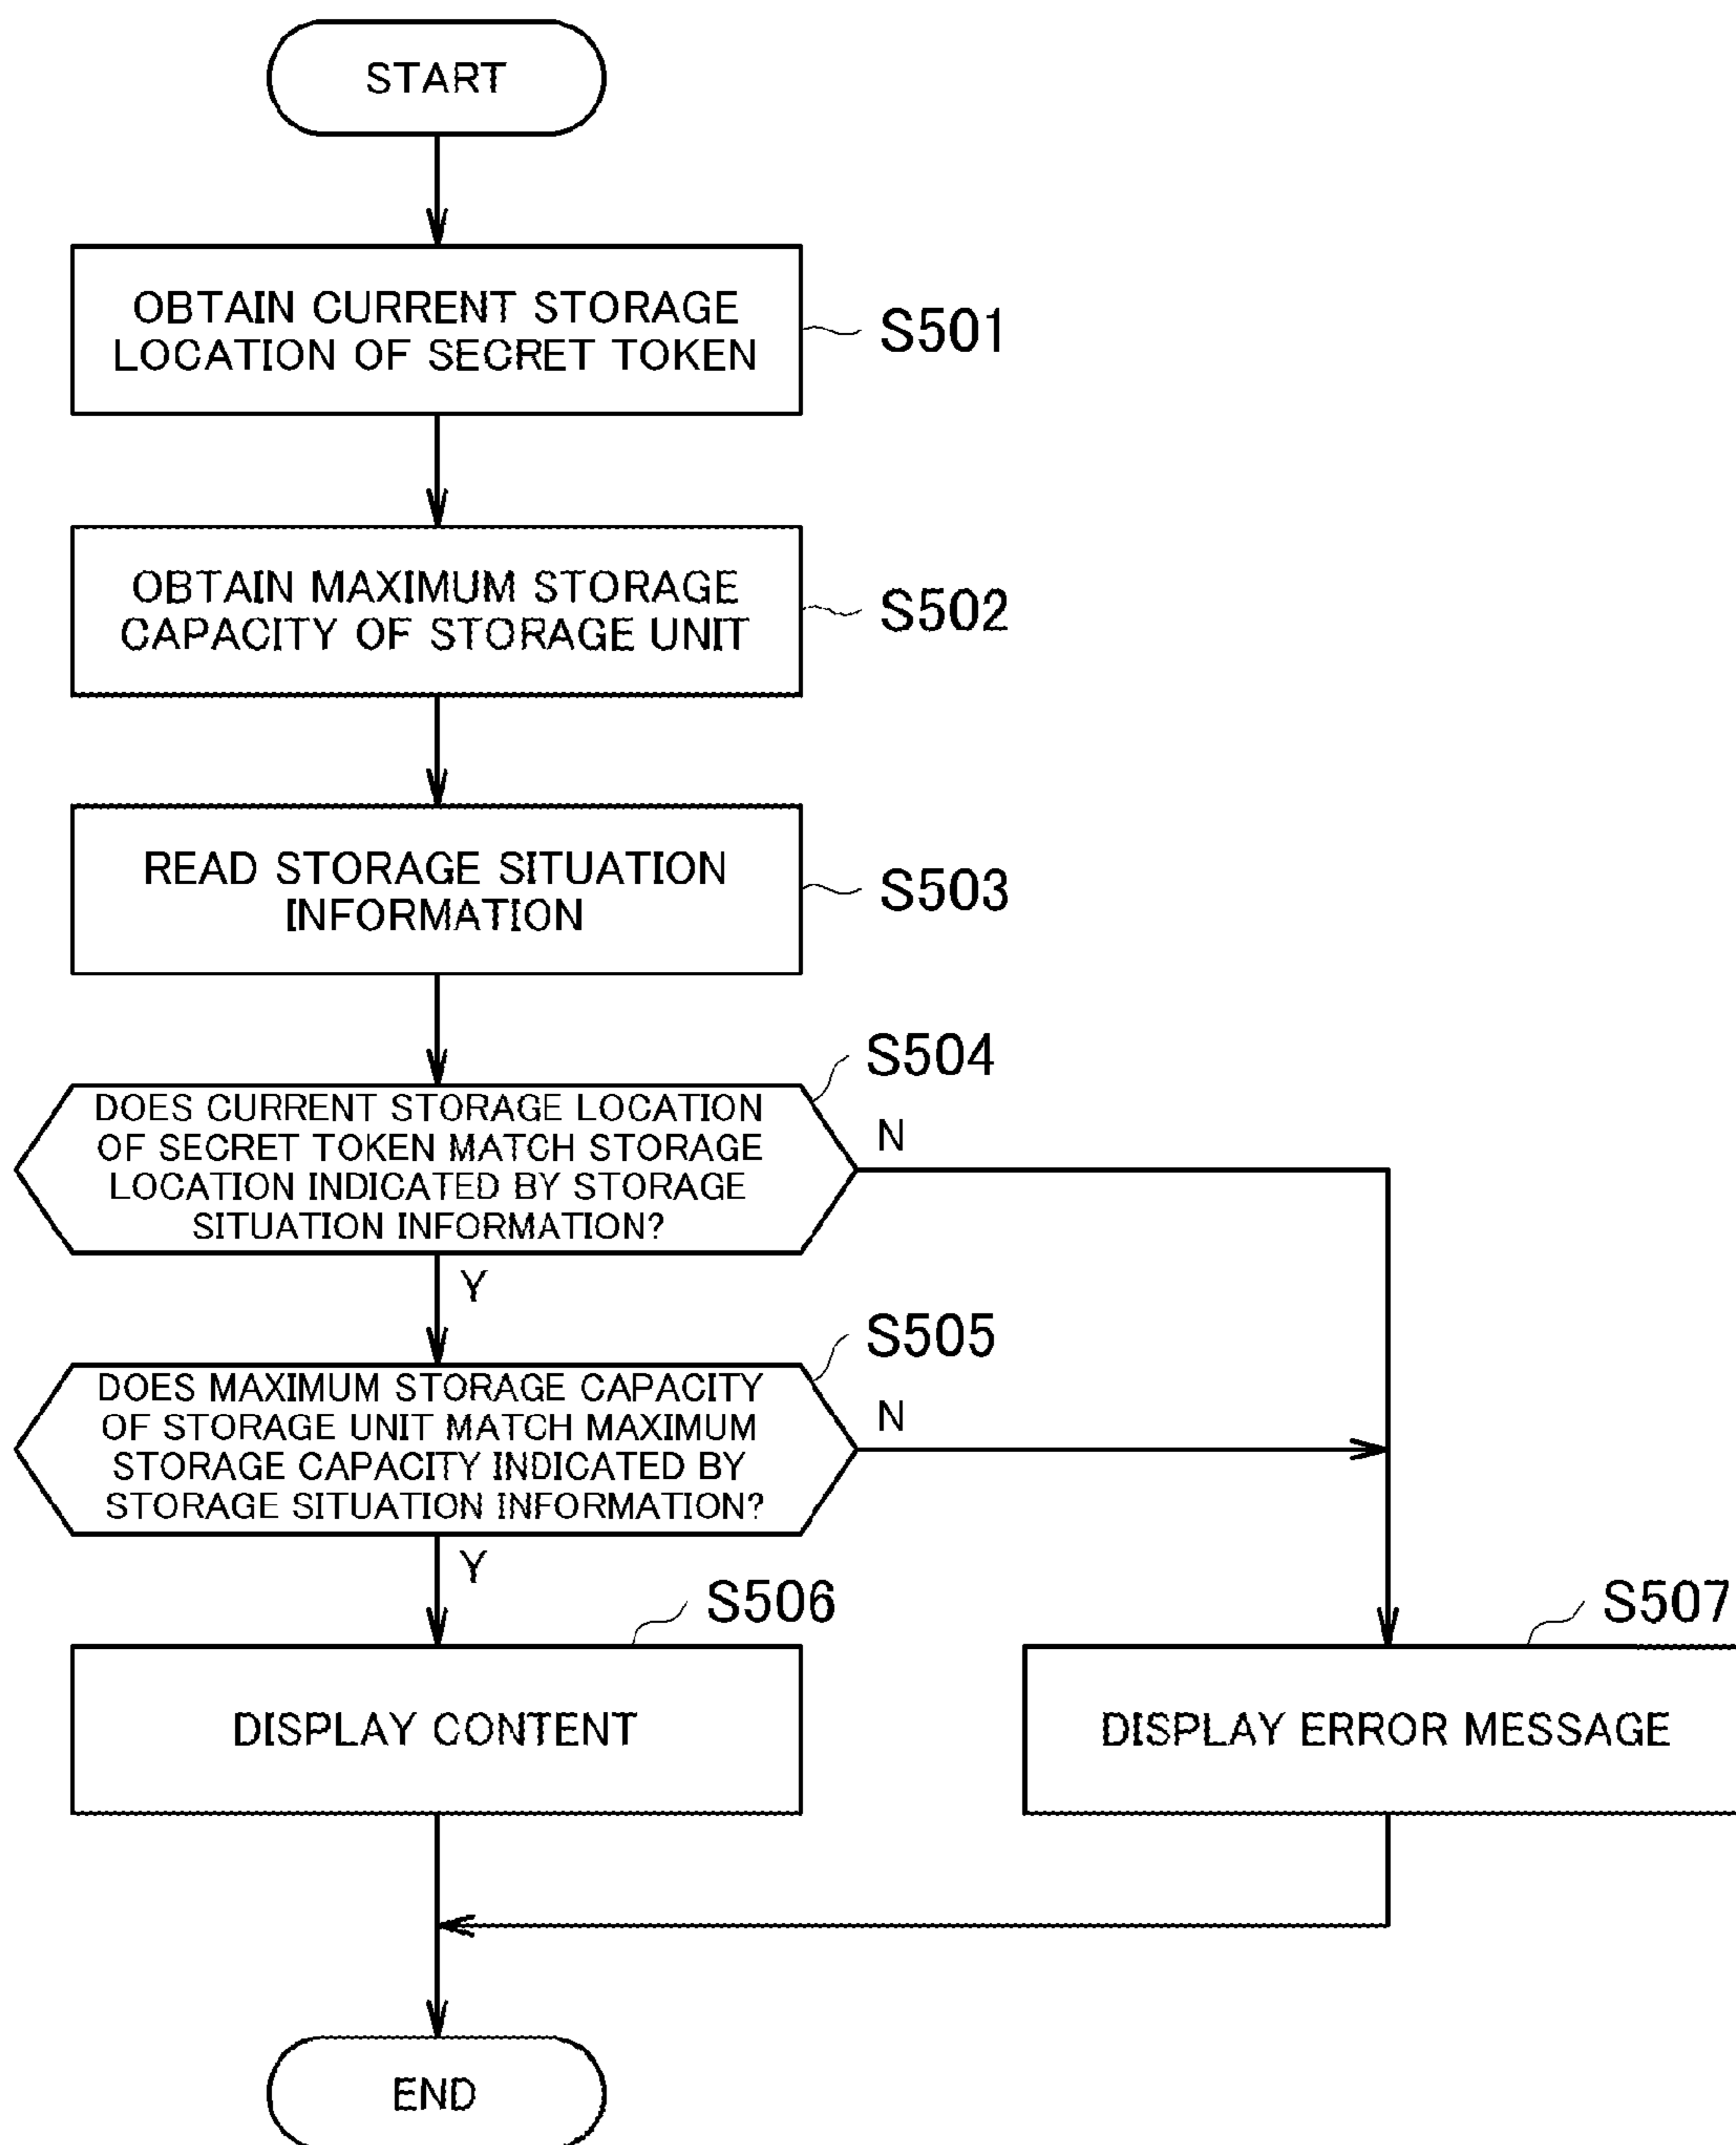 START
OBTAIN CURRENT STORAGE
LOCATION OF SECRET TOKEN
S501
OBTAIN MAXIMUM STORAGE
CAPACITY OF STORAGE UNIT
S502
READ STORAGE SITUATION
INFORMATION
S503
S504
DOES CURRENT STORAGE LOCATION
OF SECRET TOKEN MATCH STORAGE
LOCATION INDICATED BY STORAGE
SITUATION INFORMATION?
N
Y
S505
DOES MAXIMUM STORAGE CAPACITY
OF STORAGE UNIT MATCH MAXIMUM
STORAGE CAPACITY INDICATED BY
STORAGE SITUATION INFORMATION?
N
Y
S506
DISPLAY CONTENT
S507
DISPLAY ERROR MESSAGE
END